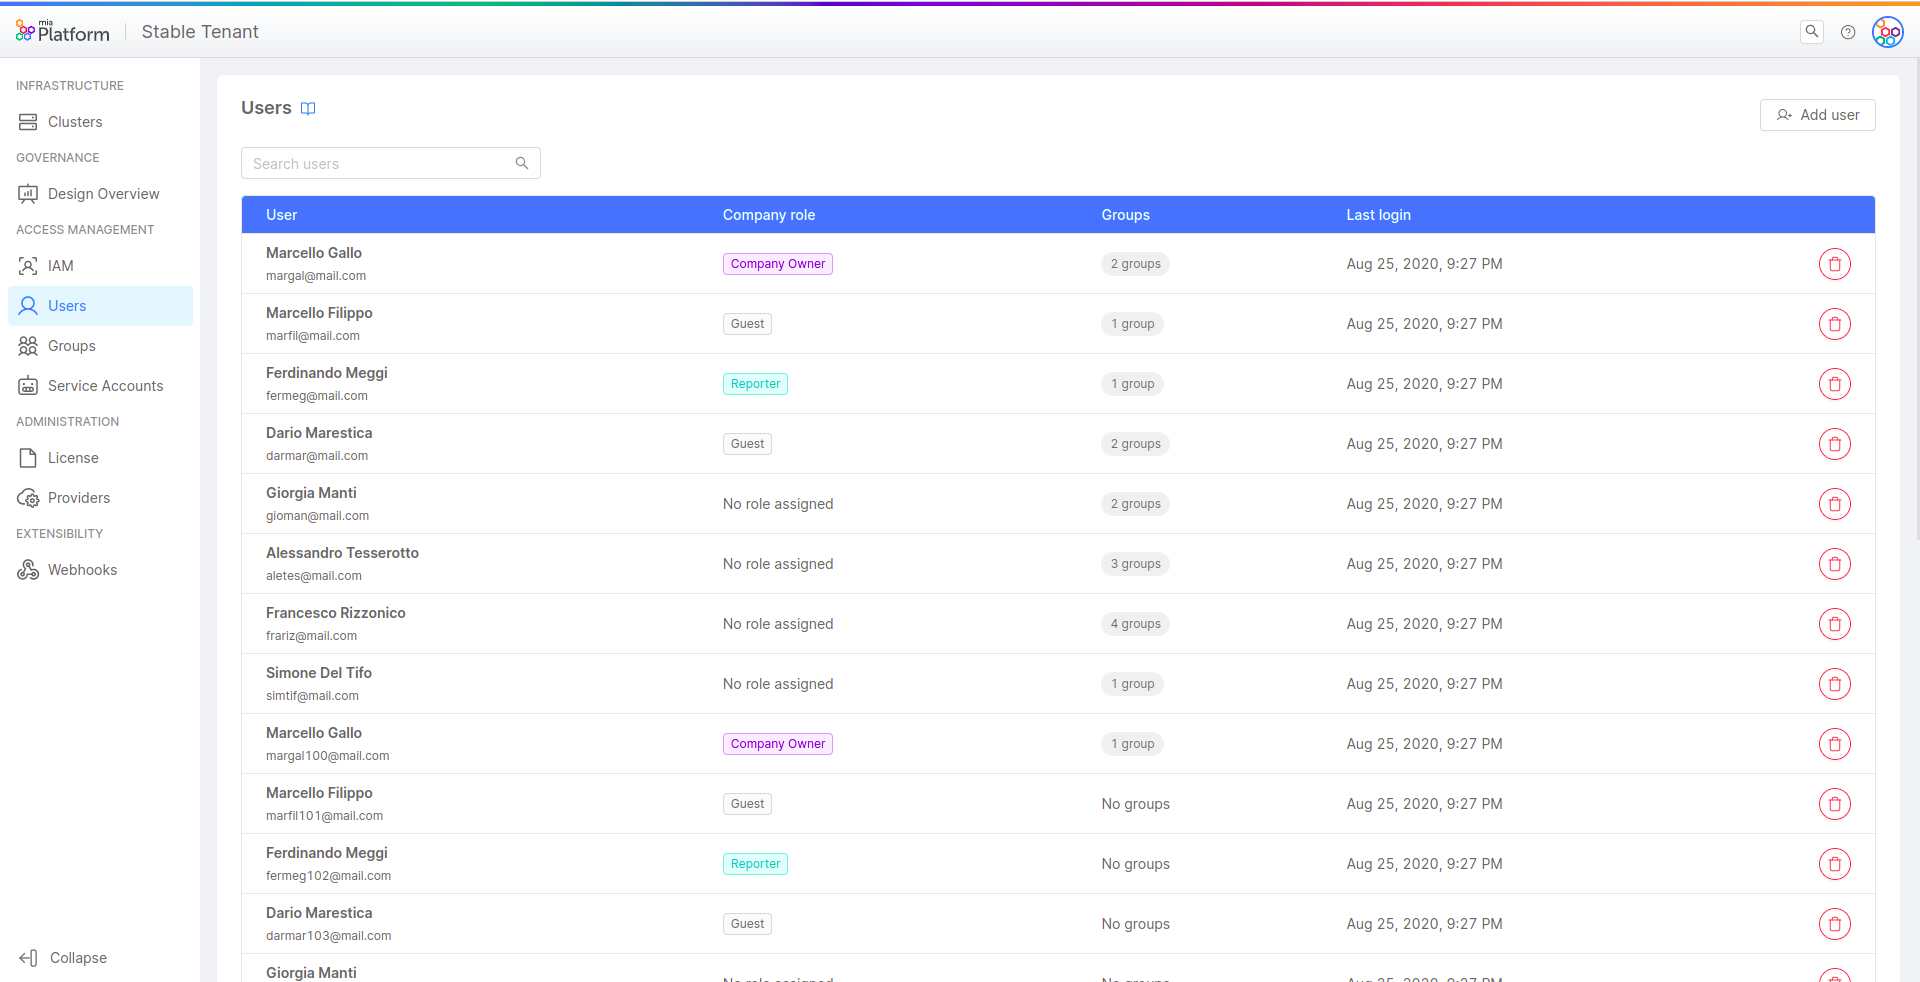 mia
Platform
Stable Tenant
INFRASTRUCTURE
Clusters
GOVERNANCE
Design Overview
ACCESS MANAGEMENT
IAM
Users
Groups
Service Accounts
ADMINISTRATION
License
Providers
EXTENSIBILITY
Webhooks
Collapse
Users
Add user
Search users
User Company role Groups Last login
Marcello Gallo
margal@mail.com
Company Owner 2 groups Aug 25, 2020, 9:27 PM
Marcello Filippo
marfil@mail.com
Guest 1 group Aug 25, 2020, 9:27 PM
Ferdinando Meggi
fermeg@mail.com
Reporter 1 group Aug 25, 2020, 9:27 PM
Dario Marestica
darmar@mail.com
Guest 2 groups Aug 25, 2020, 9:27 PM
Giorgia Manti
gioman@mail.com
No role assigned 2 groups Aug 25, 2020, 9:27 PM
Alessandro Tesserotto
aletes@mail.com
No role assigned 3 groups Aug 25, 2020, 9:27 PM
Francesco Rizzonico
frariz@mail.com
No role assigned 4 groups Aug 25, 2020, 9:27 PM
Simone Del Tifo
simtif@mail.com
No role assigned 1 group Aug 25, 2020, 9:27 PM
Marcello Gallo
margal100@mail.com
Company Owner 1 group Aug 25, 2020, 9:27 PM
Marcello Filippo
marfil101@mail.com
Guest No groups Aug 25, 2020, 9:27 PM
Ferdinando Meggi
fermeg102@mail.com
Reporter No groups Aug 25, 2020, 9:27 PM
Dario Marestica
darmar103@mail.com
Guest No groups Aug 25, 2020, 9:27 PM
Giorgia Manti